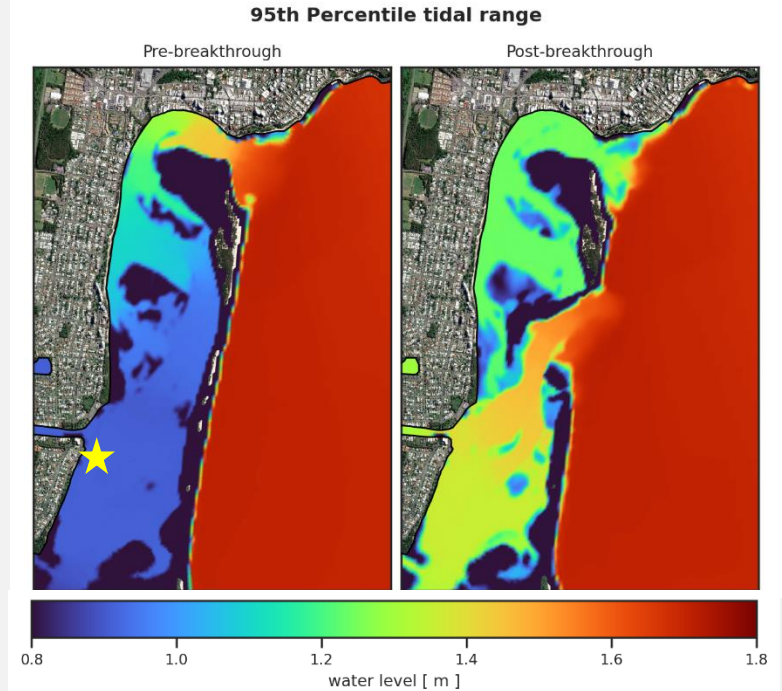 95th Percentile tidal range
Pre-breakthrough
Post-breakthrough
0.8 1.0 1.2 1.4 1.6 1.8
water level [ m ]